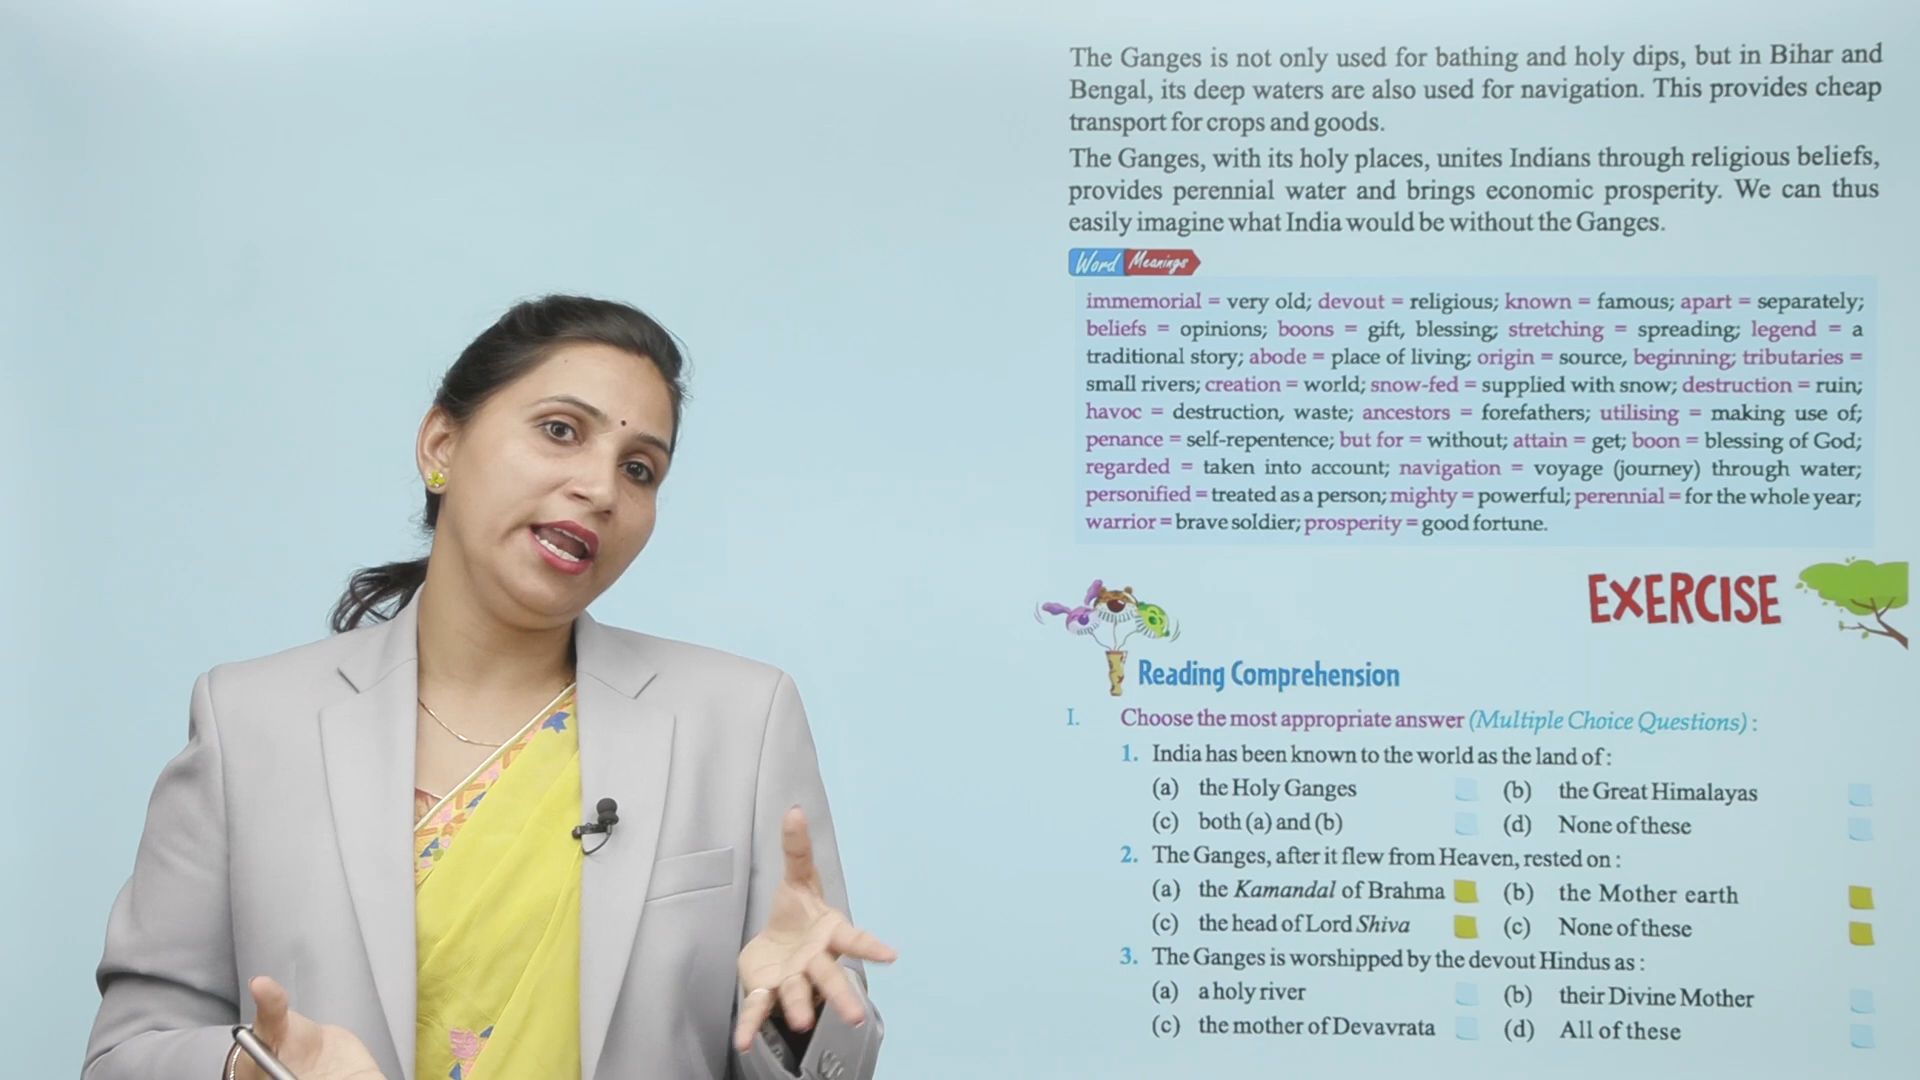 The Ganges is not only used for bathing and holy dips, but in Bihar and
Bengal, its deep waters are also used for navigation. This provides cheap
transport for crops and goods.
The Ganges, with its holy places, unites Indians through religious beliefs,
provides perennial water and brings economic prosperity. We can thus
easily imagine what India would be without the Ganges.
Word Meanings
immemorial = very old; devout = religious; known = famous; apart = separately;
beliefs = opinions; boons = gift, blessing; stretching = spreading; legend = a
traditional story; abode = place of living; origin = source, beginning; tributaries =
small rivers; creation = world; snow-fed = supplied with snow; destruction = ruin;
havoc = destruction, waste; ancestors = forefathers; utilising = making use of;
penance = self-repentence; but for = without; attain = get; boon = blessing of God;
regarded = taken into account; navigation = voyage (journey) through water;
personified = treated as a person; mighty = powerful; perennial = for the whole year;
warrior = brave soldier; prosperity = good fortune.
EXERCISE
Reading Comprehension
I. Choose the most appropriate answer (Multiple Choice Questions) :
1. India has been known to the world as the land of :
(a) the Holy Ganges (b) the Great Himalayas
(c) both (a) and (b) (d) None of these
2. The Ganges, after it flew from Heaven, rested on :
(a) the Kamandal of Brahma (b) the Mother earth
(c) the head of Lord Shiva (c) None of these
3. The Ganges is worshipped by the devout Hindus as :
(a) a holy river (b) their Divine Mother
(c) the mother of Devavrata (d) All of these